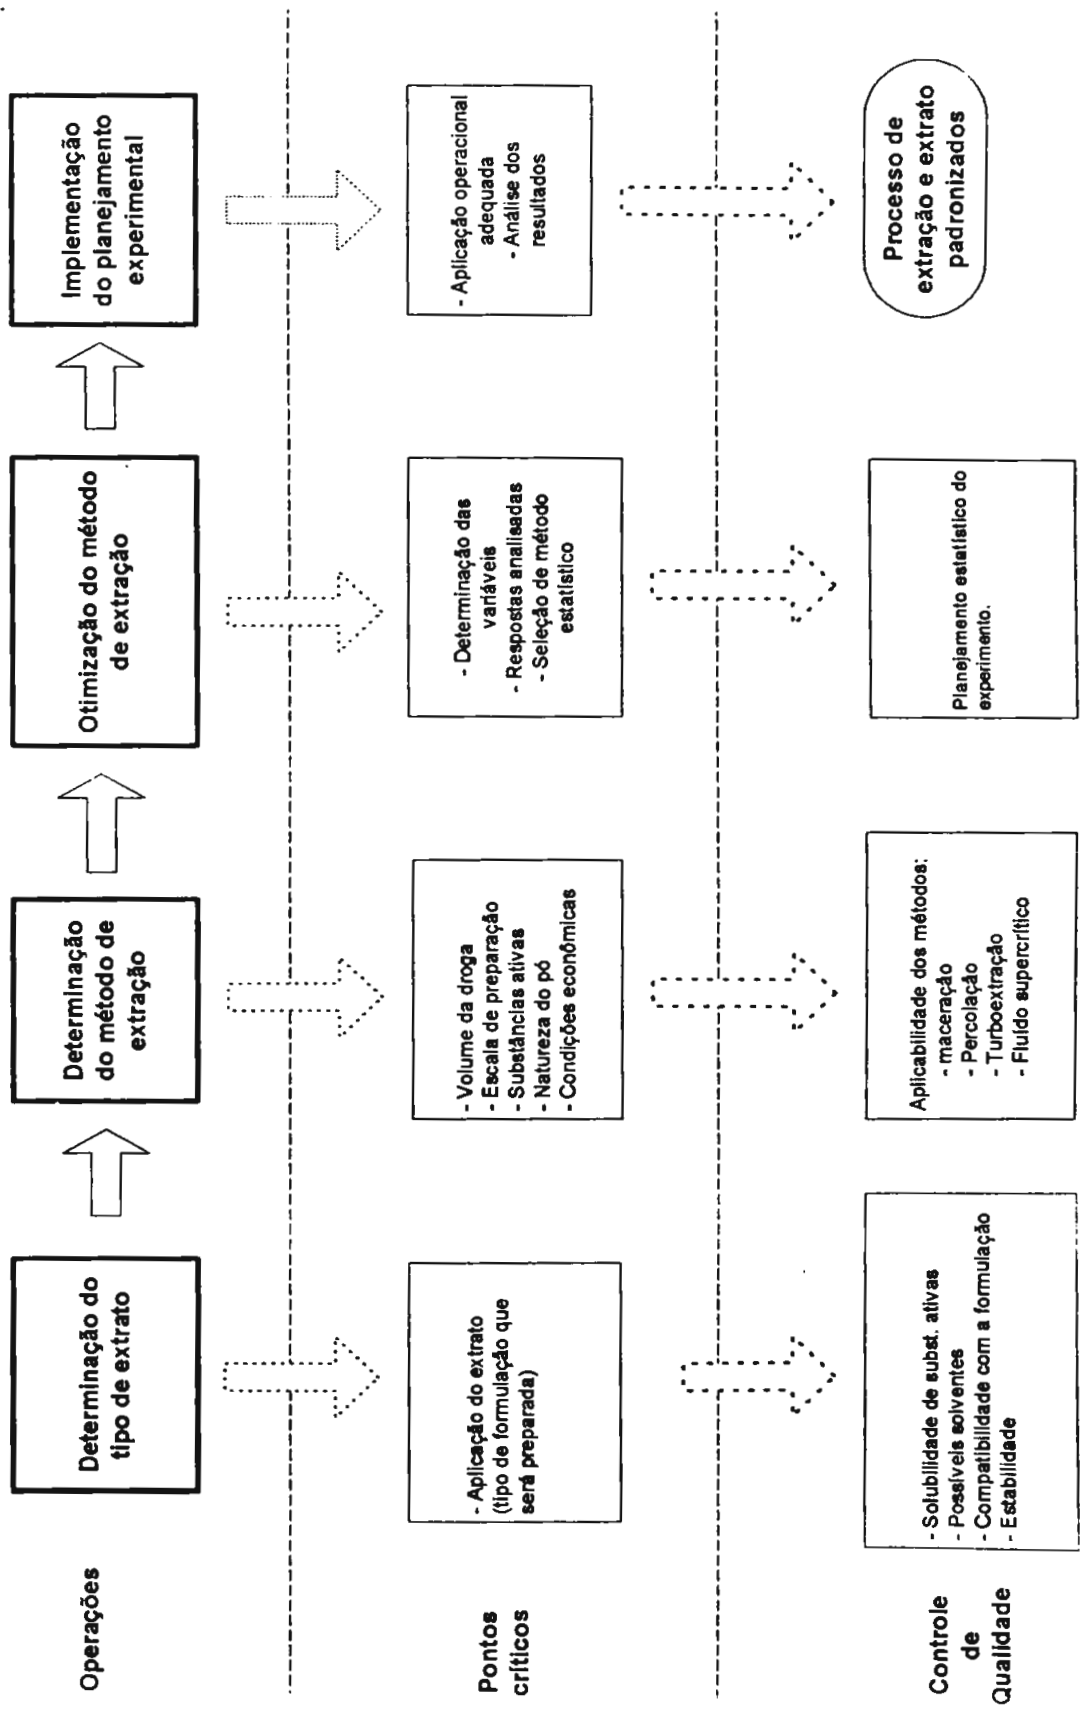 Operações
Determinação do
tipo de extrato
Determinação
do método de
extração
Otimização do método
de extração
Implementação
do planejamento
experimental
Pontos
críticos
- Aplicação do extrato
(tipo de formulação que
será preparada)
- Volume da droga
- Escala de preparação
- Substâncias ativas
- Natureza do pó
- Condições econômicas
- Determinação das
variáveis
- Respostas analisadas
- Seleção de método
estatístico
- Aplicação operacional
adequada
- Análise dos
resultados
Controle
de
Qualidade
- Solubilidade de subst. ativas
- Possíveis solventes
- Compatibilidade com a formulação
- Estabilidade
Aplicabilidade dos métodos:
- maceração
- Percolação
- Turboextração
- Fluído supercrítico
Planejamento estatístico do
experimento.
Processo de
extração e extrato
padronizados